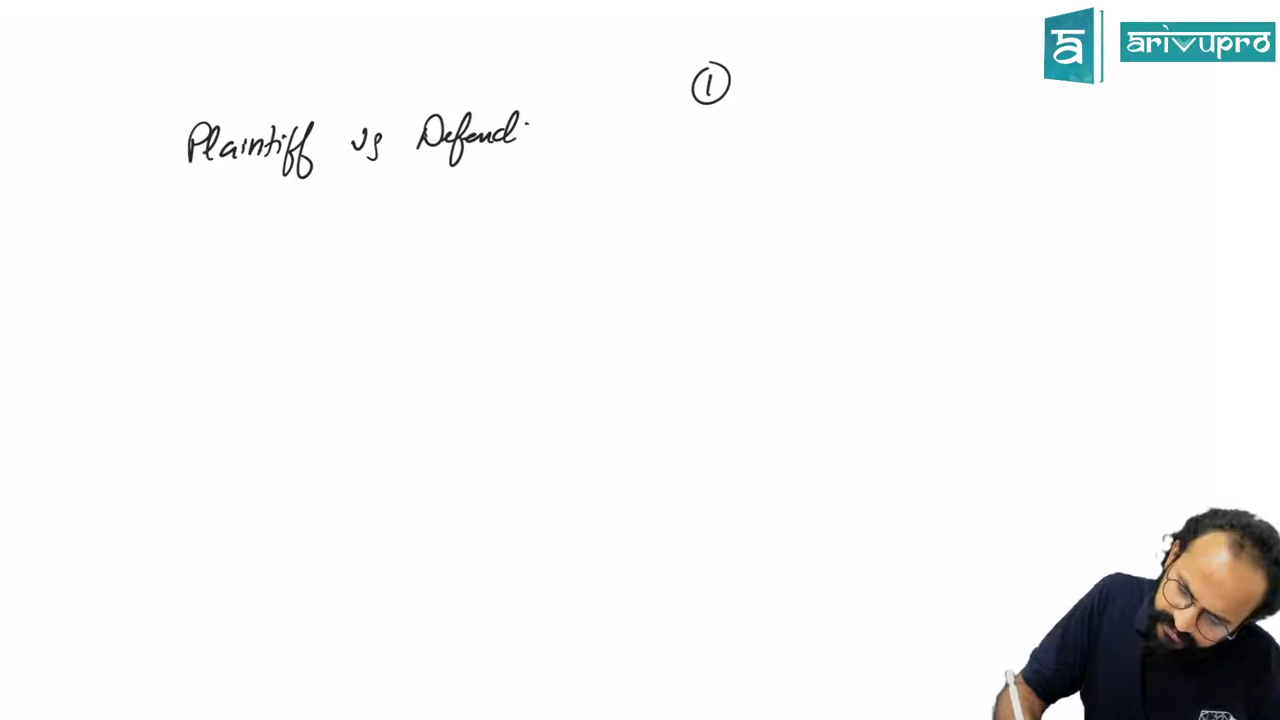 arivupro
①
Plaintiff vs Defend